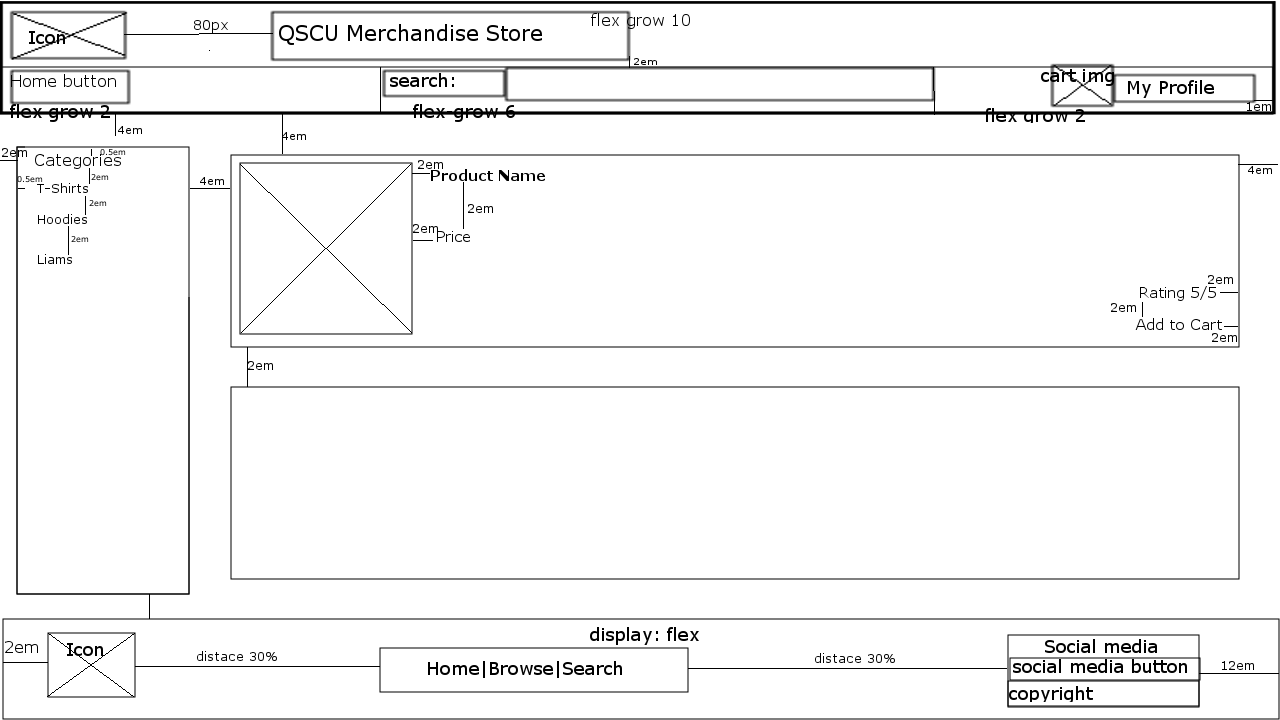 flex grow 10
80px
Icon
QSCU Merchandise Store
2em
Home button
search:
cart img
My Profile
flex grow 2
flex-grow 6
flex grow 2
1em
4em
4em
2em
0.5em
Categories
2em
Product Name
4em
0.5em
2em
T-Shirts
4em
2em
2em
Hoodies
2em
Price
2em
Liams
2em
Rating 5/5
2em
Add to Cart
2em
2em
display: flex
2em
Icon
distace 30%
Home|Browse|Search
distace 30%
Social media
social media button
12em
copyright